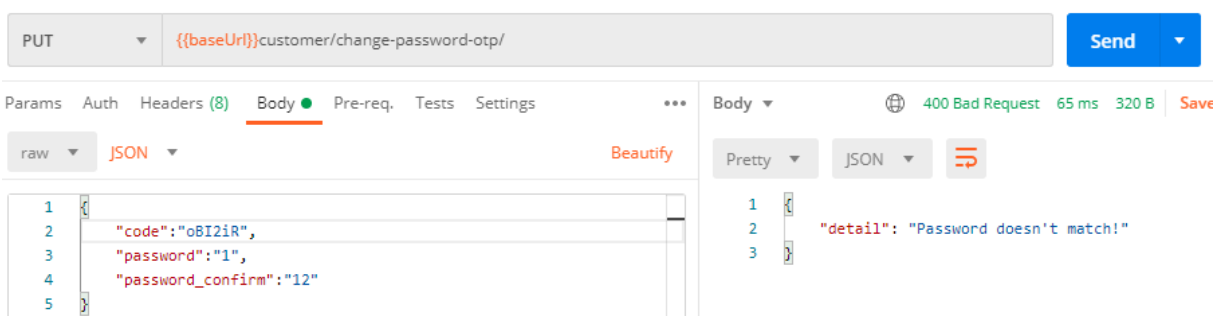 PUT {{baseUrl}}customer/change-password-otp/ Send
Params Auth Headers (8) Body Pre-req. Tests Settings
raw JSON Beautify
1 {
2 "code":"oBI2iR",
3 "password":"1",
4 "password_confirm":"12"
5 }
Body 400 Bad Request 65 ms 320 B Save
Pretty JSON
1 {
2 "detail": "Password doesn't match!"
3 }